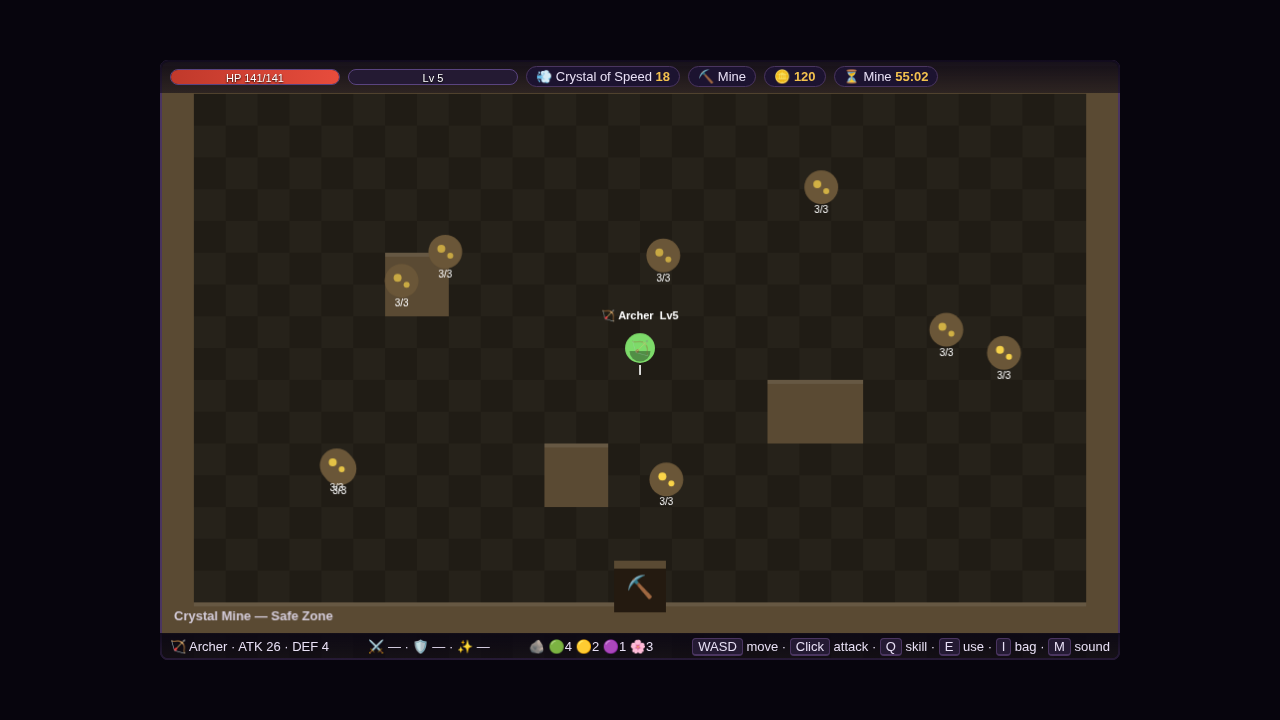 HP 141/141
Lv 5
Crystal of Speed 18
Mine
120
Mine 55:02
3/3
3/3
3/3
3/3
Archer Lv5
3/3
3/3
3/3
3/3
3/3
Crystal Mine — Safe Zone
Archer · ATK 26 · DEF 4
— · — · —
4 2 1 3
WASD move · Click attack · Q skill · E use · I bag · M sound